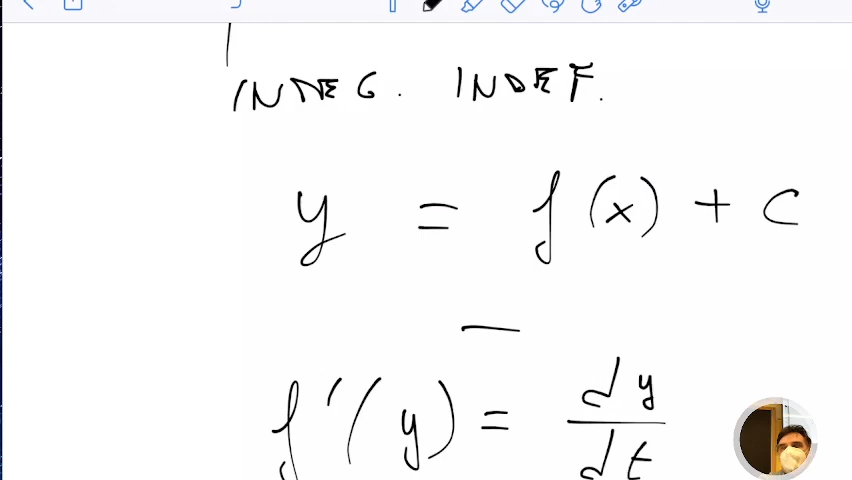 INTEG. INDEF.
y = f(x) + c
f'(y) = dy/dt